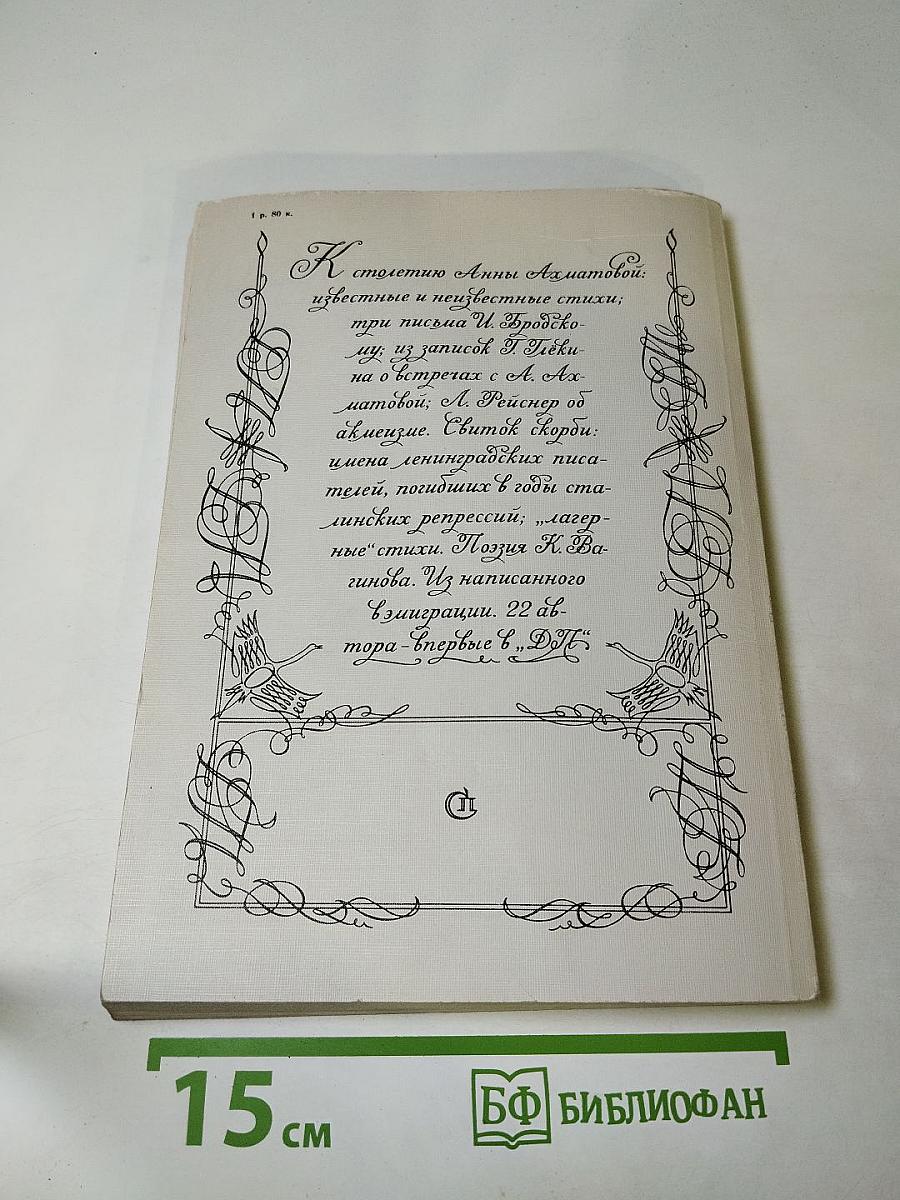 1 р. 80 к.
К столетию Анны Ахматовой:
известные и неизвестные стихи;
три письма И. Бродско-
му; из записок Г. Глёки-
на о встречах с А. Ах-
матовой; Л. Рейснер об
акмеизме. Свиток скорби:
имена ленинградских писа-
телей, погибших в годы ста-
линских репрессий; „лагер-
ные“ стихи. Поэзия К. Ва-
гинова. Из написанного
в эмиграции. 22 ав-
тора – впервые в „ДП“
СП
15 см
БФ БИБЛИОФАН